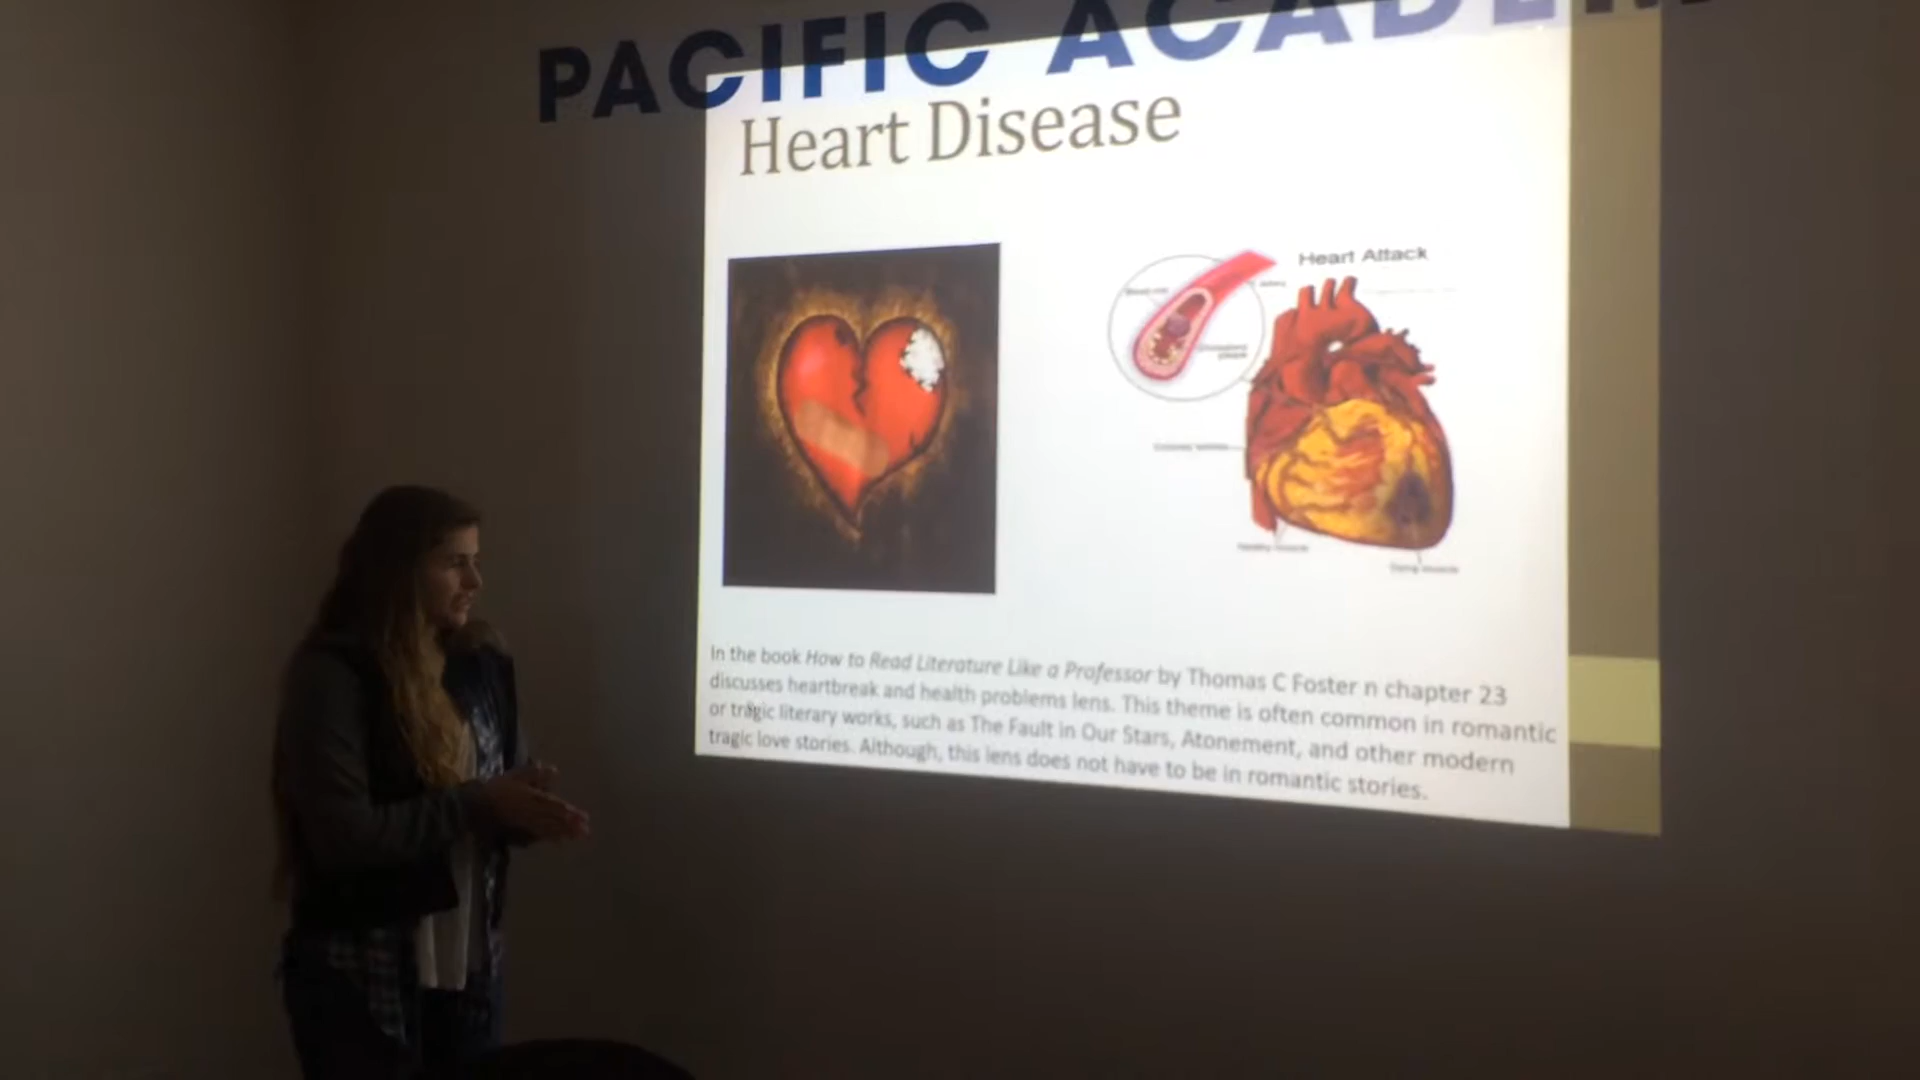 PACIFIC ACADEM
Heart Disease
Heart Attack
In the book How to Read Literature Like a Professor by Thomas C Foster n chapter 23
discusses heartbreak and health problems lens. This theme is often common in romantic
or tragic literary works, such as The Fault in Our Stars, Atonement, and other modern
tragic love stories. Although, this lens does not have to be in romantic stories.